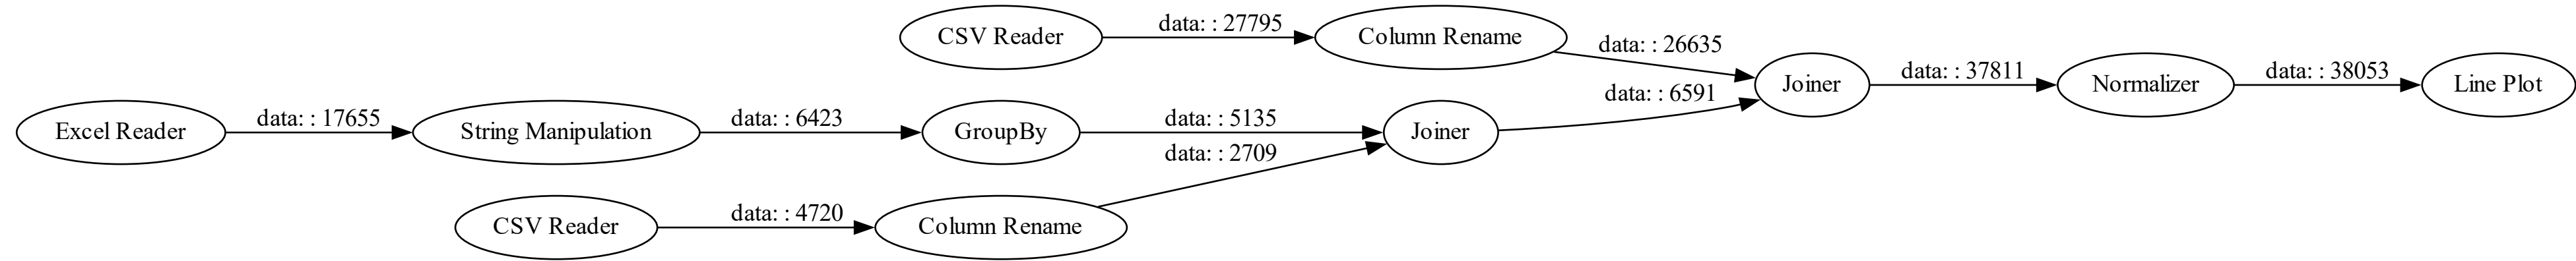 CSV Reader
data: : 27795
Column Rename
data: : 26635
Excel Reader
data: : 17655
String Manipulation
data: : 6423
GroupBy
data: : 5135
CSV Reader
data: : 4720
Column Rename
data: : 2709
Joiner
data: : 6591
Joiner
data: : 37811
Normalizer
data: : 38053
Line Plot